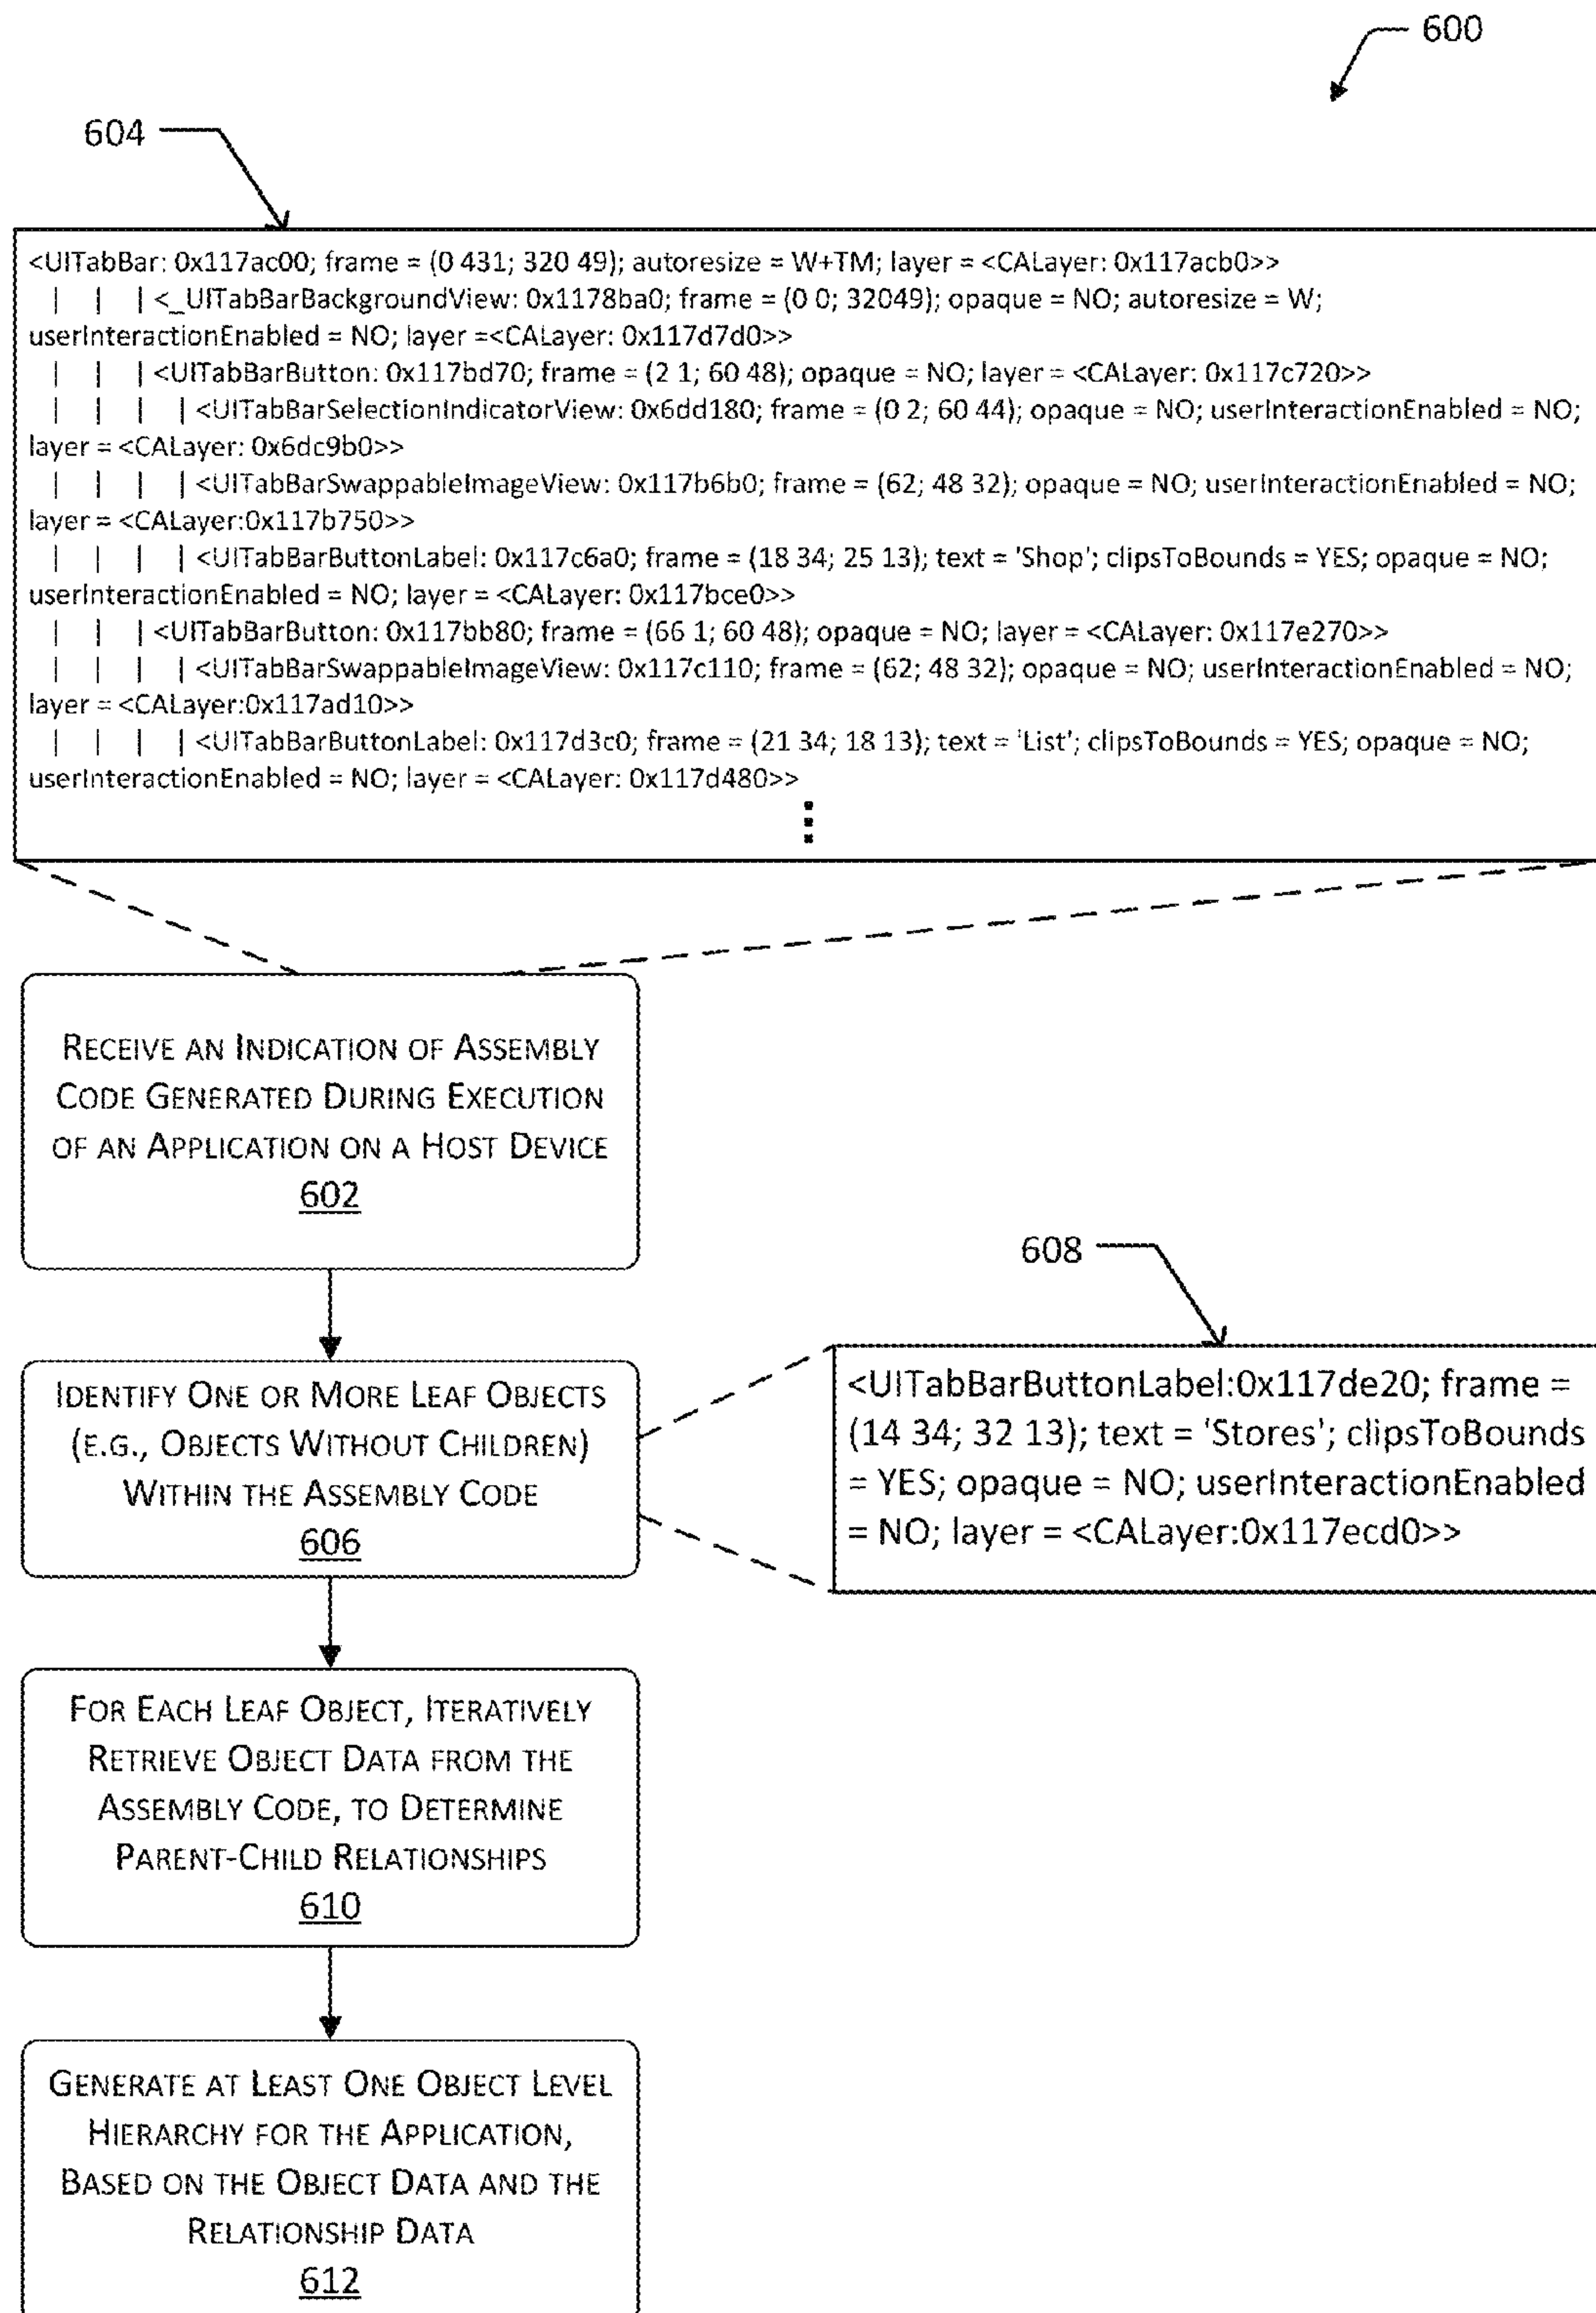 600
604
<UITabBar: 0x117ac00; frame = (0 431; 320 49); autoresize = W+TM; layer = <CALayer: 0x117acb0>>
| | | <_UITabBarBackgroundView: 0x1178ba0; frame = (0 0; 32049); opaque = NO; autoresize = W;
userInteractionEnabled = NO; layer =<CALayer: 0x117d7d0>>
| | | <UITabBarButton: 0x117bd70; frame = (2 1; 60 48); opaque = NO; layer = <CALayer: 0x117c720>>
| | | | <UITabBarSelectionIndicatorView: 0x6dd180; frame = (0 2; 60 44); opaque = NO; userInteractionEnabled = NO;
layer = <CALayer: 0x6dc9b0>>
| | | | <UITabBarSwappableImageView: 0x117b6b0; frame = (62; 48 32); opaque = NO; userInteractionEnabled = NO;
layer = <CALayer:0x117b750>>
| | | | <UITabBarButtonLabel: 0x117c6a0; frame = (18 34; 25 13); text = 'Shop'; clipsToBounds = YES; opaque = NO;
userInteractionEnabled = NO; layer = <CALayer: 0x117bce0>>
| | | <UITabBarButton: 0x117bb80; frame = (66 1; 60 48); opaque = NO; layer = <CALayer: 0x117e270>>
| | | | <UITabBarSwappableImageView: 0x117c110; frame = (62; 48 32); opaque = NO; userInteractionEnabled = NO;
layer = <CALayer:0x117ad10>>
| | | | <UITabBarButtonLabel: 0x117d3c0; frame = (21 34; 18 13); text = 'List'; clipsToBounds = YES; opaque = NO;
userInteractionEnabled = NO; layer = <CALayer: 0x117d480>>
RECEIVE AN INDICATION OF ASSEMBLY
CODE GENERATED DURING EXECUTION
OF AN APPLICATION ON A HOST DEVICE
602
608
IDENTIFY ONE OR MORE LEAF OBJECTS
(E.G., OBJECTS WITHOUT CHILDREN)
WITHIN THE ASSEMBLY CODE
606
<UITabBarButtonLabel:0x117de20; frame =
(14 34; 32 13); text = 'Stores'; clipsToBounds
= YES; opaque = NO; userInteractionEnabled
= NO; layer = <CALayer:0x117ecd0>>
FOR EACH LEAF OBJECT, ITERATIVELY
RETRIEVE OBJECT DATA FROM THE
ASSEMBLY CODE, TO DETERMINE
PARENT-CHILD RELATIONSHIPS
610
GENERATE AT LEAST ONE OBJECT LEVEL
HIERARCHY FOR THE APPLICATION,
BASED ON THE OBJECT DATA AND THE
RELATIONSHIP DATA
612